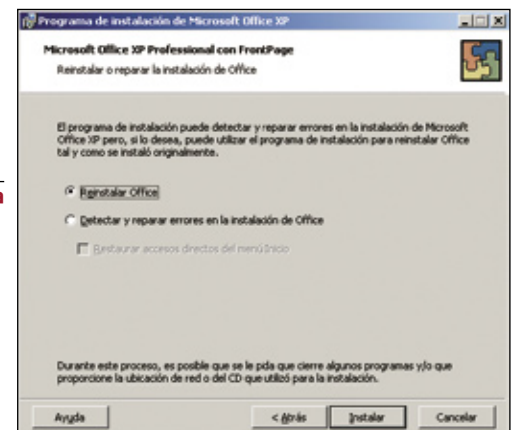 Programa de instalación de Microsoft Office XP
Microsoft Office XP Professional con FrontPage
Reinstalar o reparar la instalación de Office
El programa de instalación puede detectar y reparar errores en la instalación de Microsoft
Office XP pero, si lo desea, puede utilizar el programa de instalación para reinstalar Office
tal y como se instaló originalmente.
Reinstalar Office
Detectar y reparar errores en la instalación de Office
Restaurar accesos directos del menú Inicio
Durante este proceso, es posible que se le pida que cierre algunos programas y/o que
proporcione la ubicación de red o del CD que utilizó para la instalación.
Ayuda
< Atrás
Instalar
Cancelar